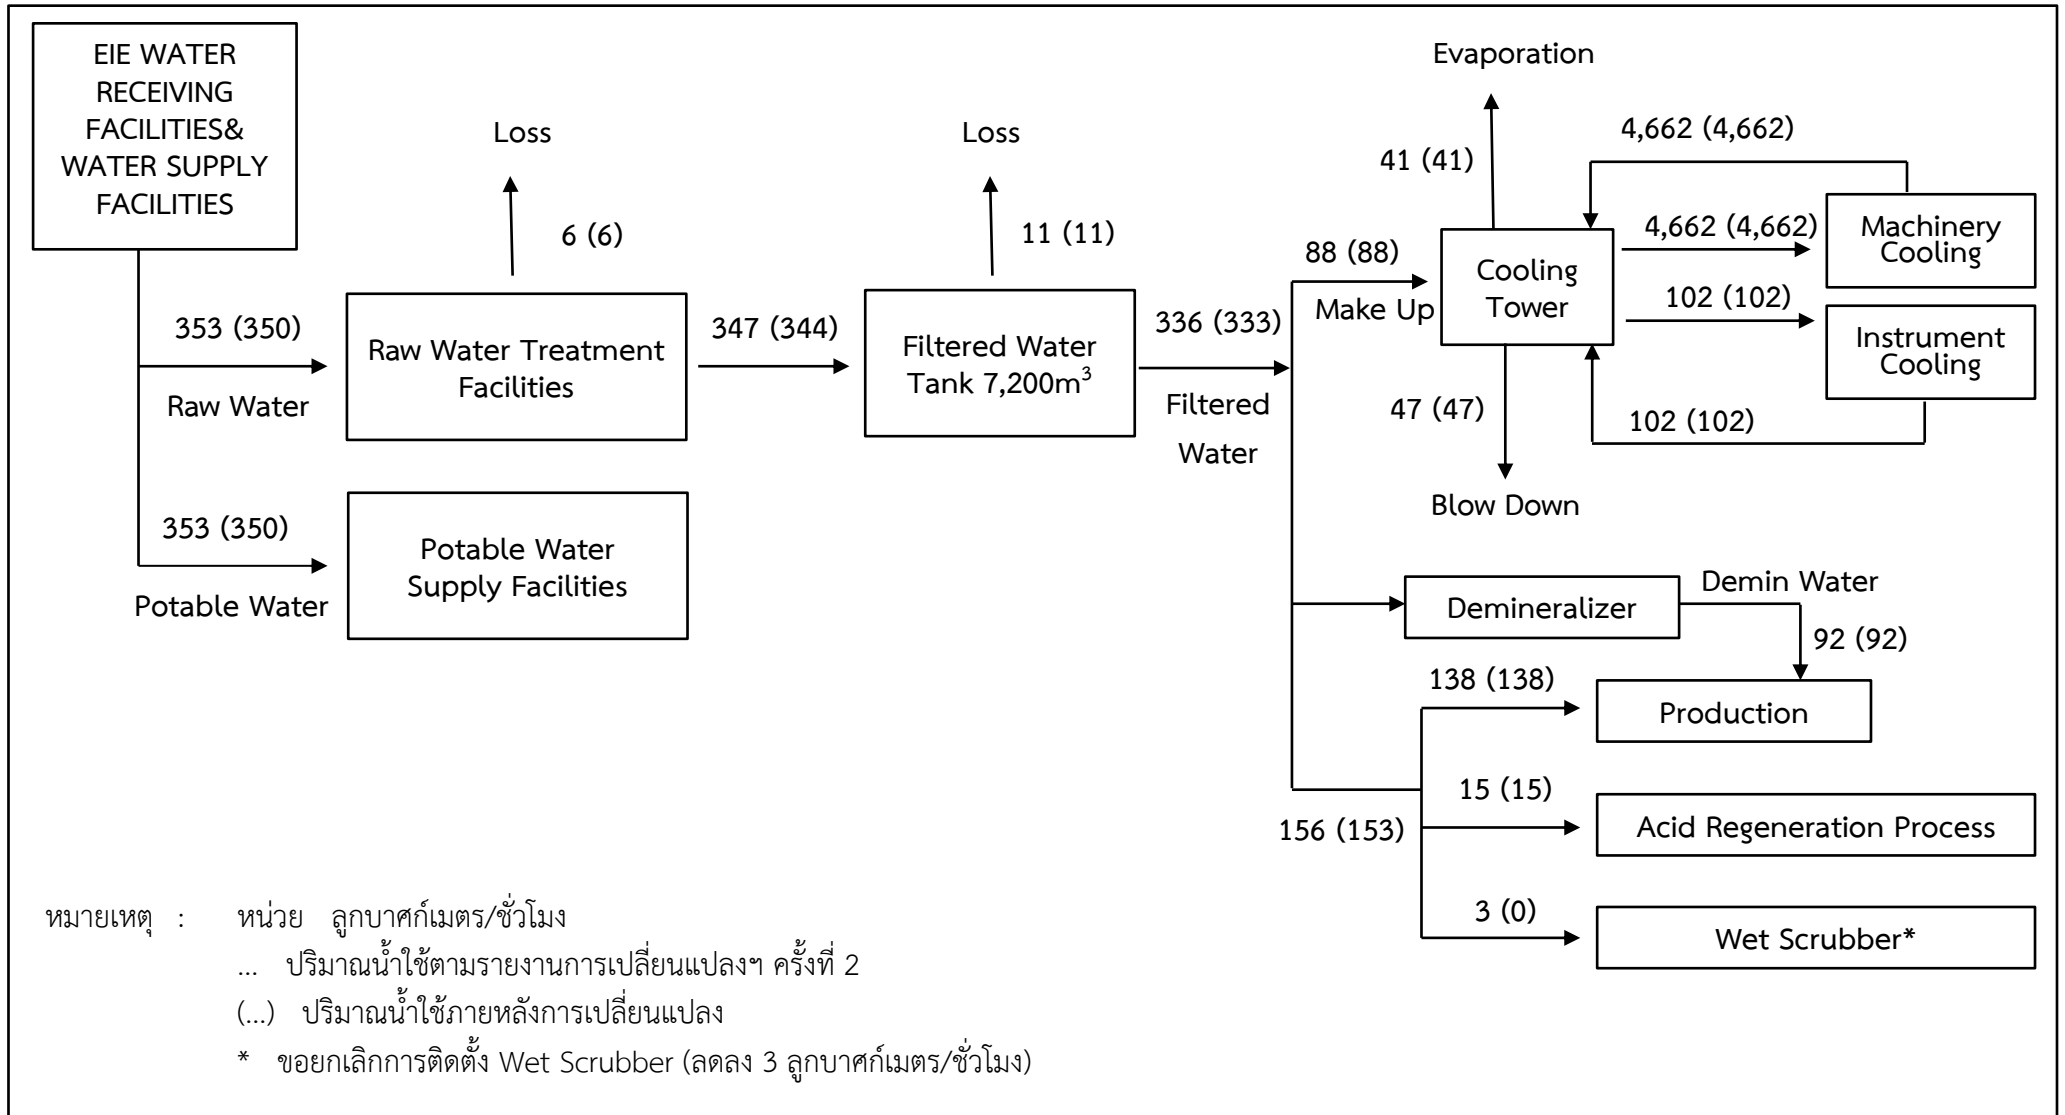 EIE WATER
RECEIVING
FACILITIES&
WATER SUPPLY
FACILITIES
Loss
6 (6)
353 (350)
Raw Water
Raw Water Treatment
Facilities
347 (344)
353 (350)
Potable Water
Potable Water
Supply Facilities
Loss
11 (11)
Filtered Water
Tank 7,200m³
336 (333)
Filtered
Water
Evaporation
41 (41)
4,662 (4,662)
88 (88)
Make Up
Cooling
Tower
4,662 (4,662)
Machinery
Cooling
102 (102)
Instrument
Cooling
47 (47)
102 (102)
Blow Down
Demineralizer
Demin Water
92 (92)
138 (138)
Production
15 (15)
156 (153)
Acid Regeneration Process
3 (0)
Wet Scrubber*
หมายเหตุ : หน่วย ลูกบาศก์เมตร/ชั่วโมง
... ปริมาณน้ำใช้ตามรายงานการเปลี่ยนแปลงฯ ครั้งที่ 2
(...) ปริมาณน้ำใช้ภายหลังการเปลี่ยนแปลง
* ขอยกเลิกการติดตั้ง Wet Scrubber (ลดลง 3 ลูกบาศก์เมตร/ชั่วโมง)